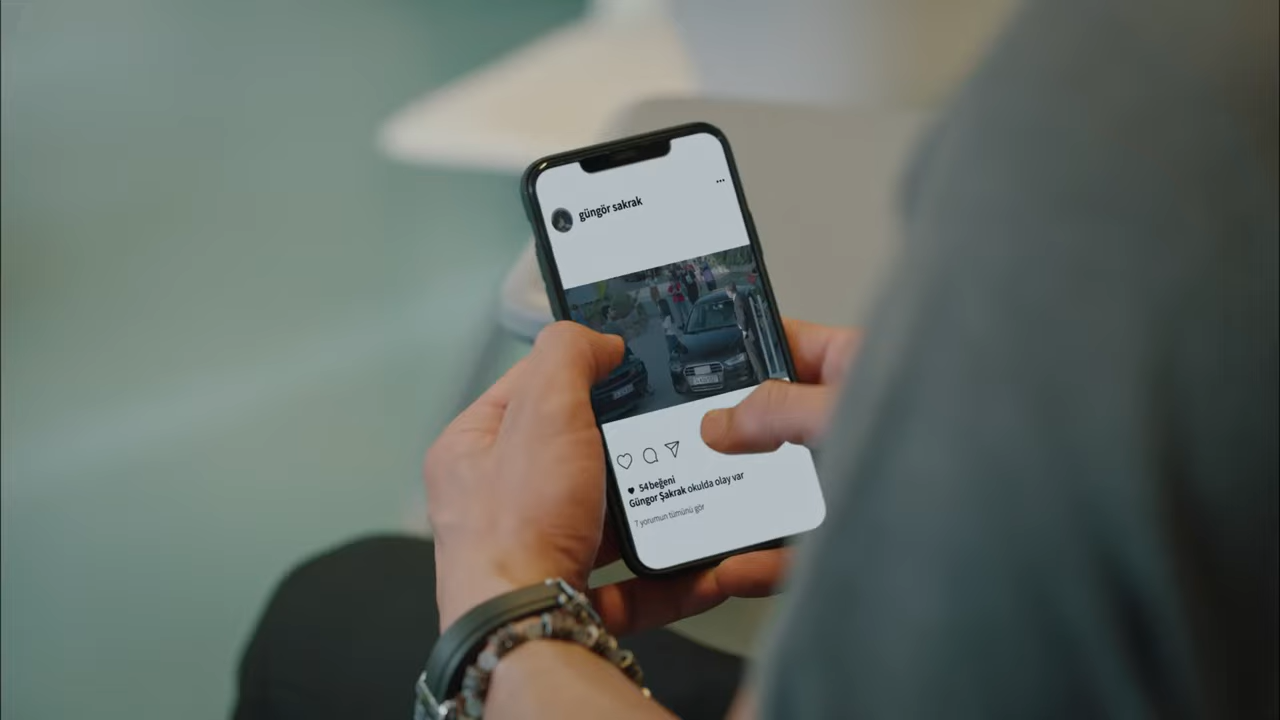 güngör sakrak
54 beğeni
Güngor Şakrak okulda olay var
7 yorumun tümünü gör